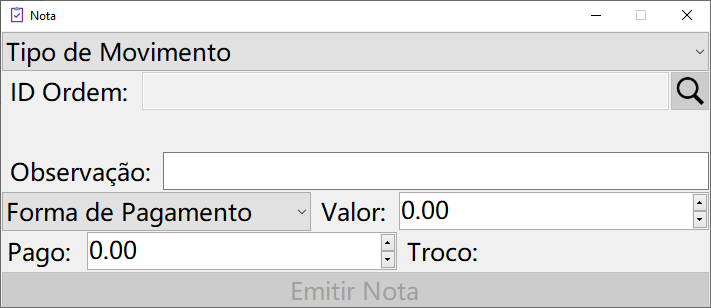 Nota
Tipo de Movimento
ID Ordem:
Observação:
Forma de Pagamento Valor: 0.00
Pago: 0.00 Troco:
Emitir Nota